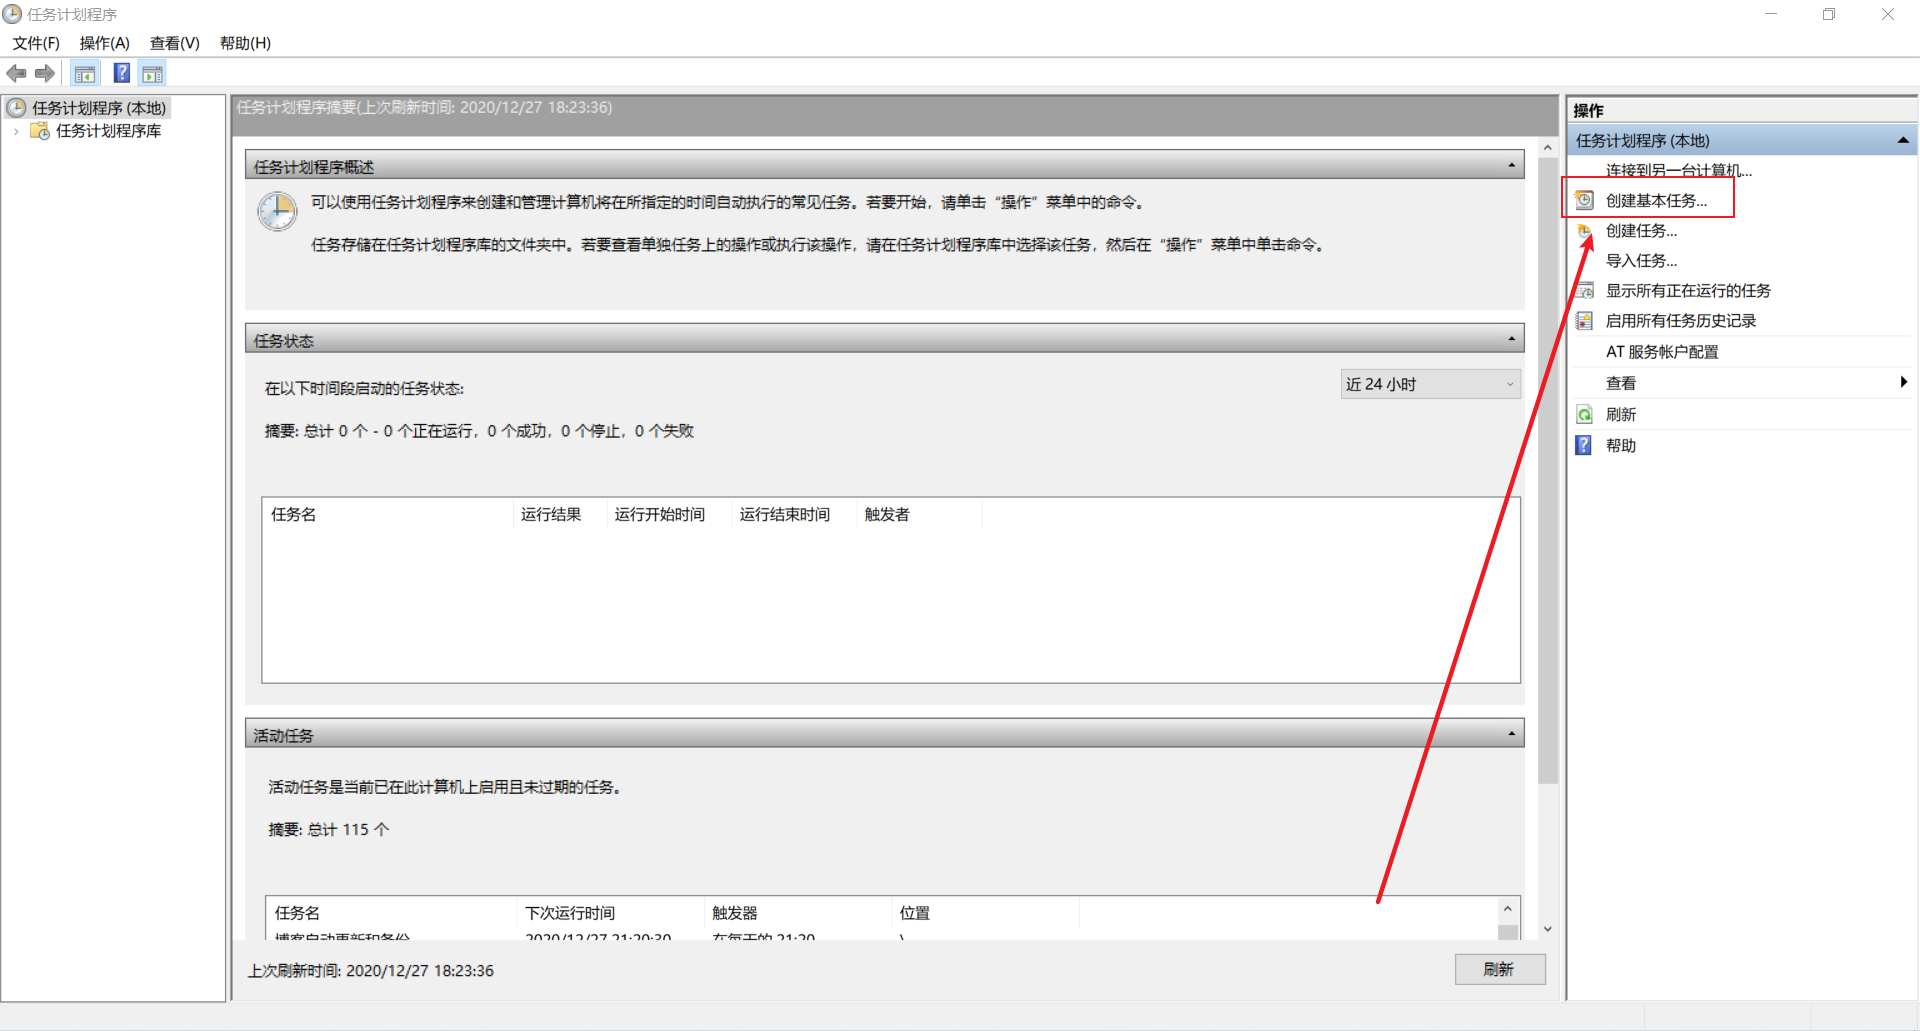 任务计划程序
文件(F) 操作(A) 查看(V) 帮助(H)
任务计划程序 (本地)
任务计划程序库
任务计划程序摘要(上次刷新时间: 2020/12/27 18:23:36)
任务计划程序概述
可以使用任务计划程序来创建和管理计算机将在所指定的时间自动执行的常见任务。若要开始，请单击“操作”菜单中的命令。
任务存储在任务计划程序库的文件夹中。若要查看单独任务上的操作或执行该操作，请在任务计划程序库中选择该任务，然后在“操作”菜单中单击命令。
任务状态
在以下时间段启动的任务状态:
近 24 小时
摘要: 总计 0 个 - 0 个正在运行，0 个成功，0 个停止，0 个失败
任务名 运行结果 运行开始时间 运行结束时间 触发者
活动任务
活动任务是当前已在此计算机上启用且未过期的任务。
摘要: 总计 115 个
任务名 下次运行时间 触发器 位置
博客自动更新和备份 2020/12/27 21:20:30 在每天的 21:20 \
上次刷新时间: 2020/12/27 18:23:36
刷新
操作
任务计划程序 (本地)
连接到另一台计算机...
创建基本任务...
创建任务...
导入任务...
显示所有正在运行的任务
启用所有任务历史记录
AT 服务帐户配置
查看
刷新
帮助